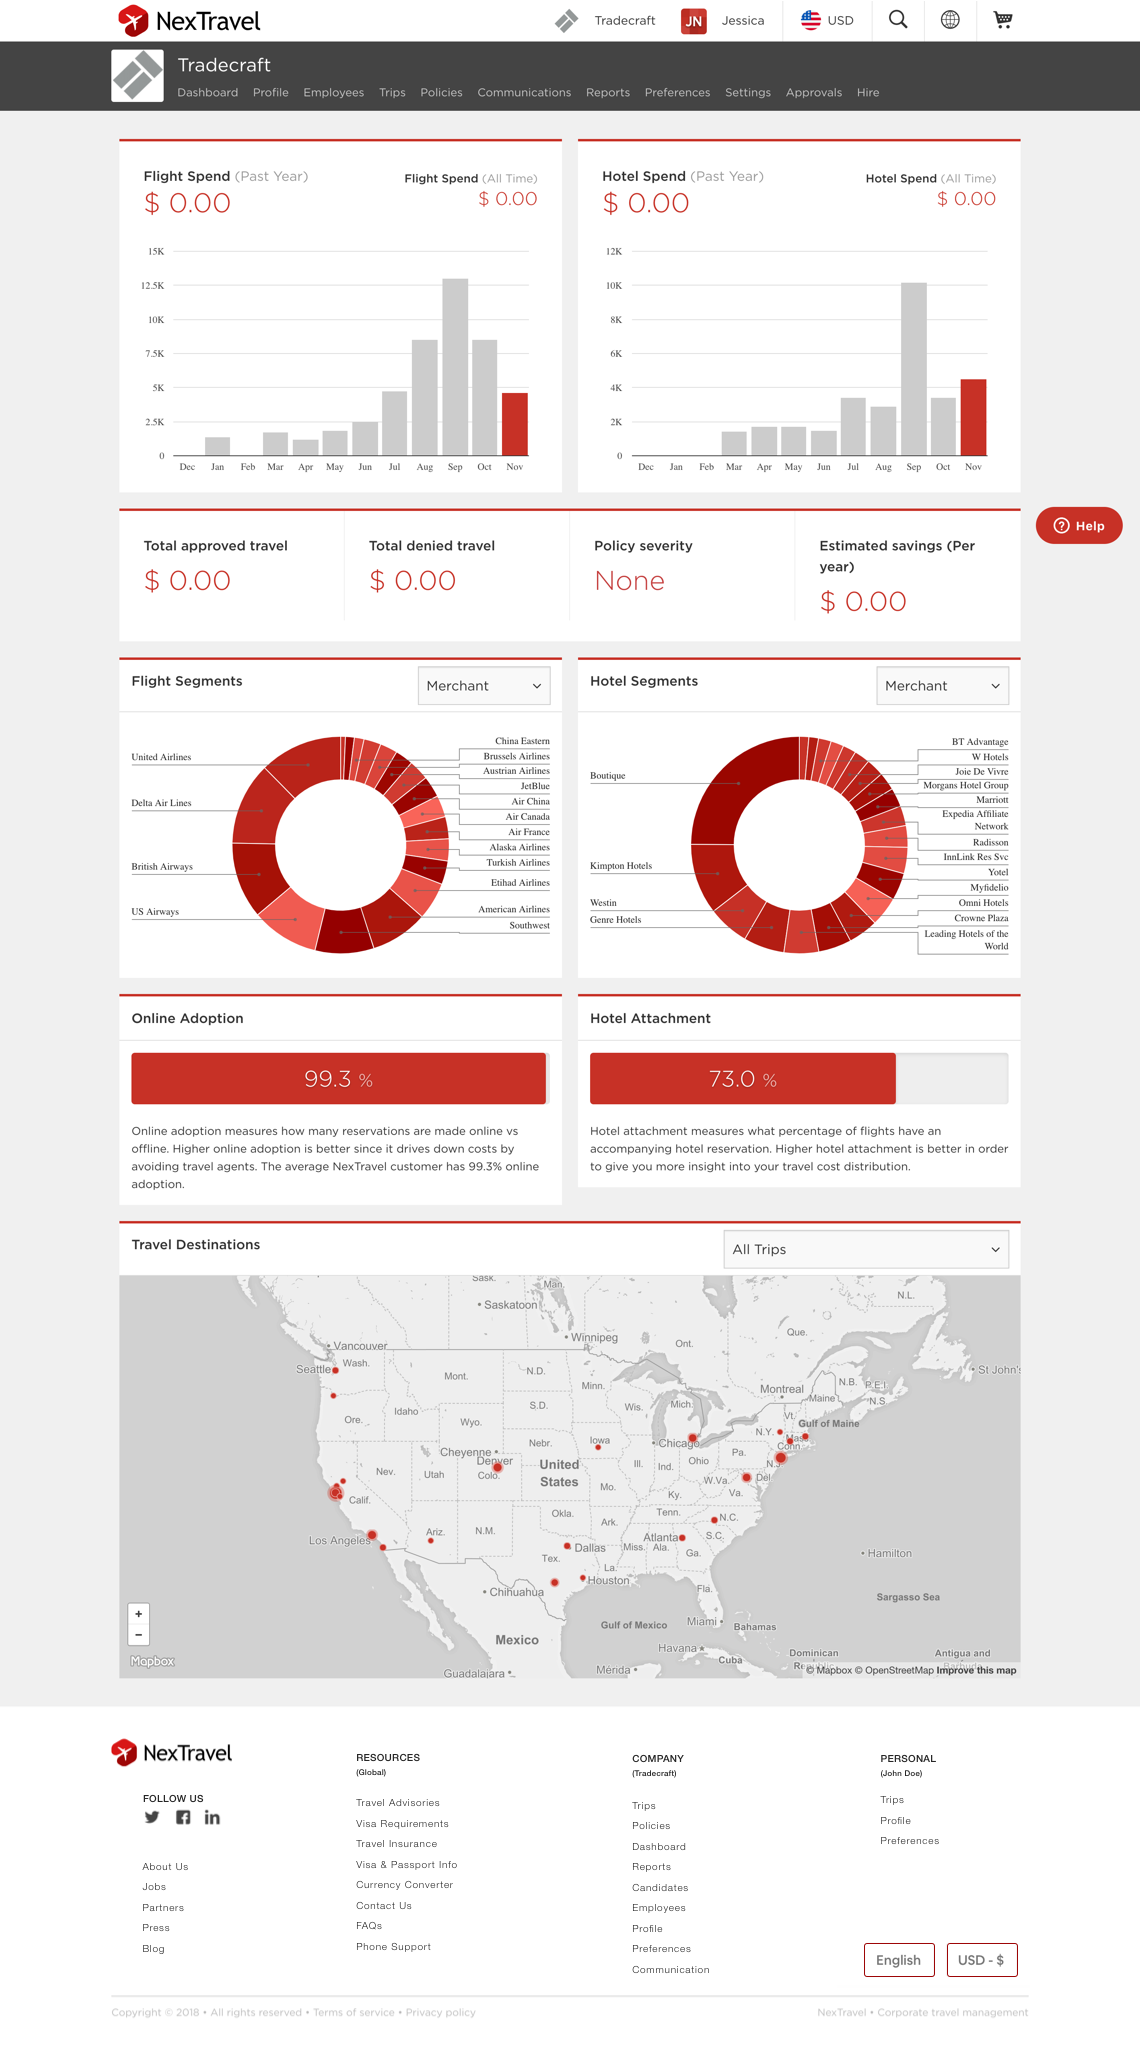 NexTravel
Tradecraft
JN
Jessica
USD
Tradecraft
Dashboard
Profile
Employees
Trips
Policies
Communications
Reports
Preferences
Settings
Approvals
Hire
Flight Spend (Past Year)
$ 0.00
Flight Spend (All Time)
$ 0.00
15K
12.5K
10K
7.5K
5K
2.5K
0
Dec Jan Feb Mar Apr May Jun Jul Aug Sep Oct Nov
Hotel Spend (Past Year)
$ 0.00
Hotel Spend (All Time)
$ 0.00
12K
10K
8K
6K
4K
2K
0
Dec Jan Feb Mar Apr May Jun Jul Aug Sep Oct Nov
Help
Total approved travel
$ 0.00
Total denied travel
$ 0.00
Policy severity
None
Estimated savings (Per
year)
$ 0.00
Flight Segments
Merchant
United Airlines
Delta Air Lines
British Airways
US Airways
China Eastern
Brussels Airlines
Austrian Airlines
JetBlue
Air China
Air Canada
Air France
Alaska Airlines
Turkish Airlines
Etihad Airlines
American Airlines
Southwest
Hotel Segments
Merchant
Boutique
Kimpton Hotels
Westin
Genre Hotels
BT Advantage
W Hotels
Joie De Vivre
Morgans Hotel Group
Marriott
Expedia Affiliate
Network
Radisson
InnLink Res Svc
Yotel
Myfidelio
Omni Hotels
Crowne Plaza
Leading Hotels of the
World
Online Adoption
99.3 %
Online adoption measures how many reservations are made online vs
offline. Higher online adoption is better since it drives down costs by
avoiding travel agents. The average NexTravel customer has 99.3% online
adoption.
Hotel Attachment
73.0 %
Hotel attachment measures what percentage of flights have an
accompanying hotel reservation. Higher hotel attachment is better in order
to give you more insight into your travel cost distribution.
Travel Destinations
All Trips
Sask.
Man.
N.L.
Saskatoon
Winnipeg
Ont.
Que.
Vancouver
Seattle
Wash.
Mont.
N.D.
Minn.
Montreal
N.B.
P.E.I.
St John's
Maine
N.S.
Ore.
Idaho
Wyo.
S.D.
Wis.
Mich.
Vt.
Gulf of Maine
N.Y.
Mass.
Conn.
Cheyenne
Nebr.
Iowa
Chicago
Pa.
N.J.
Nev.
Utah
Denver
Colo.
United
States
Ill.
Ind.
Ohio
Del.
W.Va.
Va.
Mo.
Ky.
Calif.
Okla.
Ark.
Tenn.
N.C.
Los Angeles
Ariz.
N.M.
Dallas
Miss.
Ala.
Atlanta
S.C.
Ga.
Tex.
La.
Hamilton
Chihuahua
Houston
Fla.
Sargasso Sea
Gulf of Mexico
Miami
Bahamas
Mexico
Havana
Cuba
Dominican
Antigua and
Guadalajara
Mérida
+
−
Mapbox
© Mapbox © OpenStreetMap Improve this map
NexTravel
FOLLOW US
About Us
Jobs
Partners
Press
Blog
RESOURCES
(Global)
Travel Advisories
Visa Requirements
Travel Insurance
Visa & Passport Info
Currency Converter
Contact Us
FAQs
Phone Support
COMPANY
(Tradecraft)
Trips
Policies
Dashboard
Reports
Candidates
Employees
Profile
Preferences
Communication
PERSONAL
(John Doe)
Trips
Profile
Preferences
English
USD - $
Copyright © 2018 • All rights reserved • Terms of service • Privacy policy
NexTravel • Corporate travel management